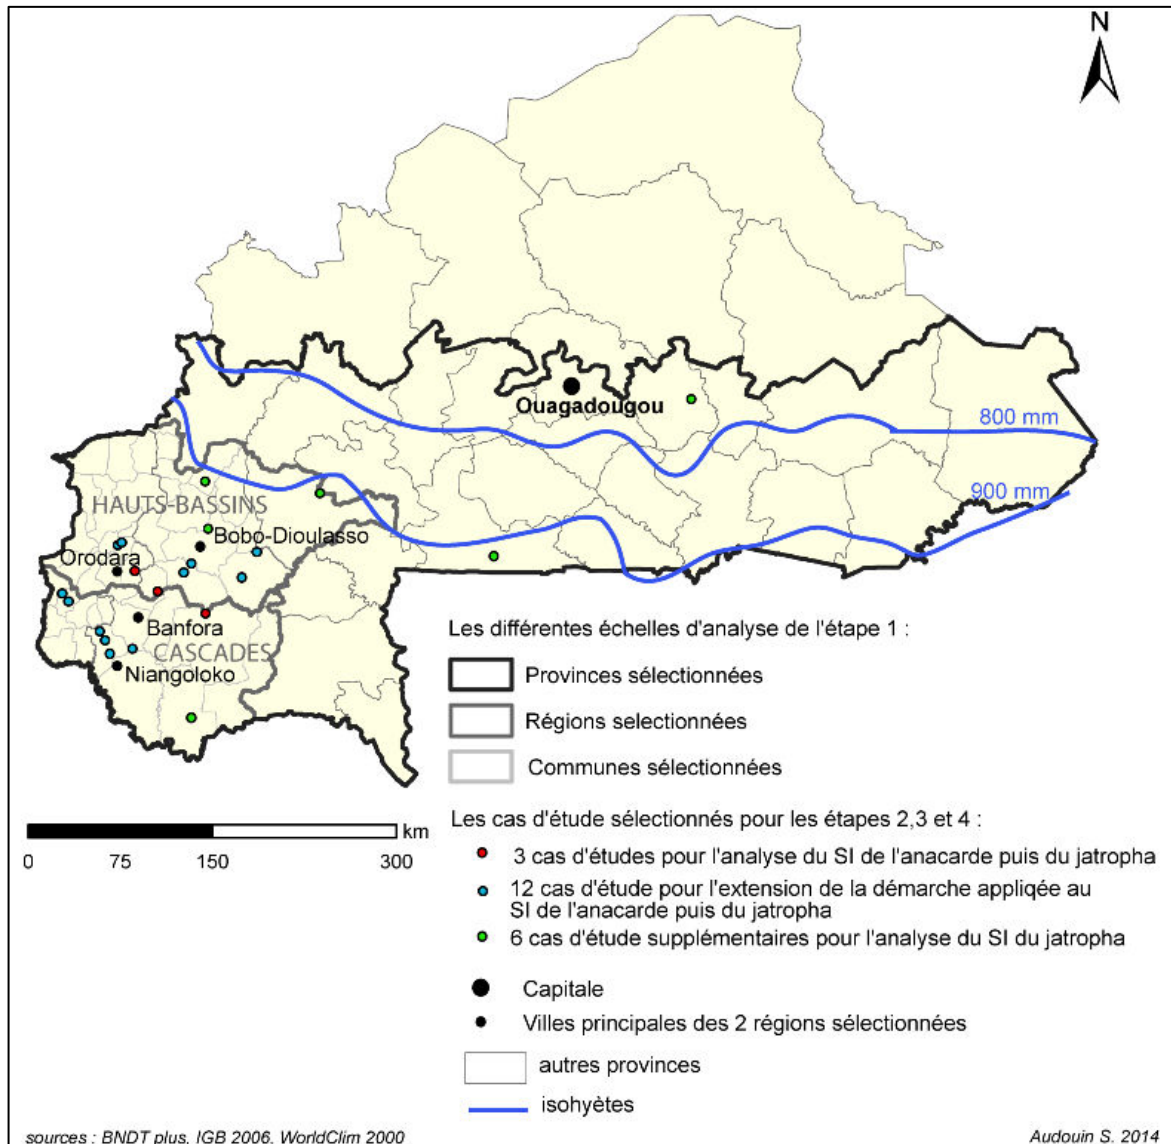 N
Ouagadougou
800 mm
900 mm
HAUTS-BASSINS
Bobo-Dioulasso
Orodara
Banfora
CASCADES
Niangoloko
Les différentes échelles d'analyse de l'étape 1 :
Provinces sélectionnées
Régions selectionnées
Communes sélectionnées
km
0 75 150 300
Les cas d'étude sélectionnés pour les étapes 2,3 et 4 :
3 cas d'études pour l'analyse du SI de l'anacarde puis du jatropha
12 cas d'étude pour l'extension de la démarche appliqée au
SI de l'anacarde puis du jatropha
6 cas d'étude supplémentaires pour l'analyse du SI du jatropha
Capitale
Villes principales des 2 régions sélectionnées
autres provinces
isohyètes
sources : BNDT plus, IGB 2006, WorldClim 2000
Audouin S. 2014